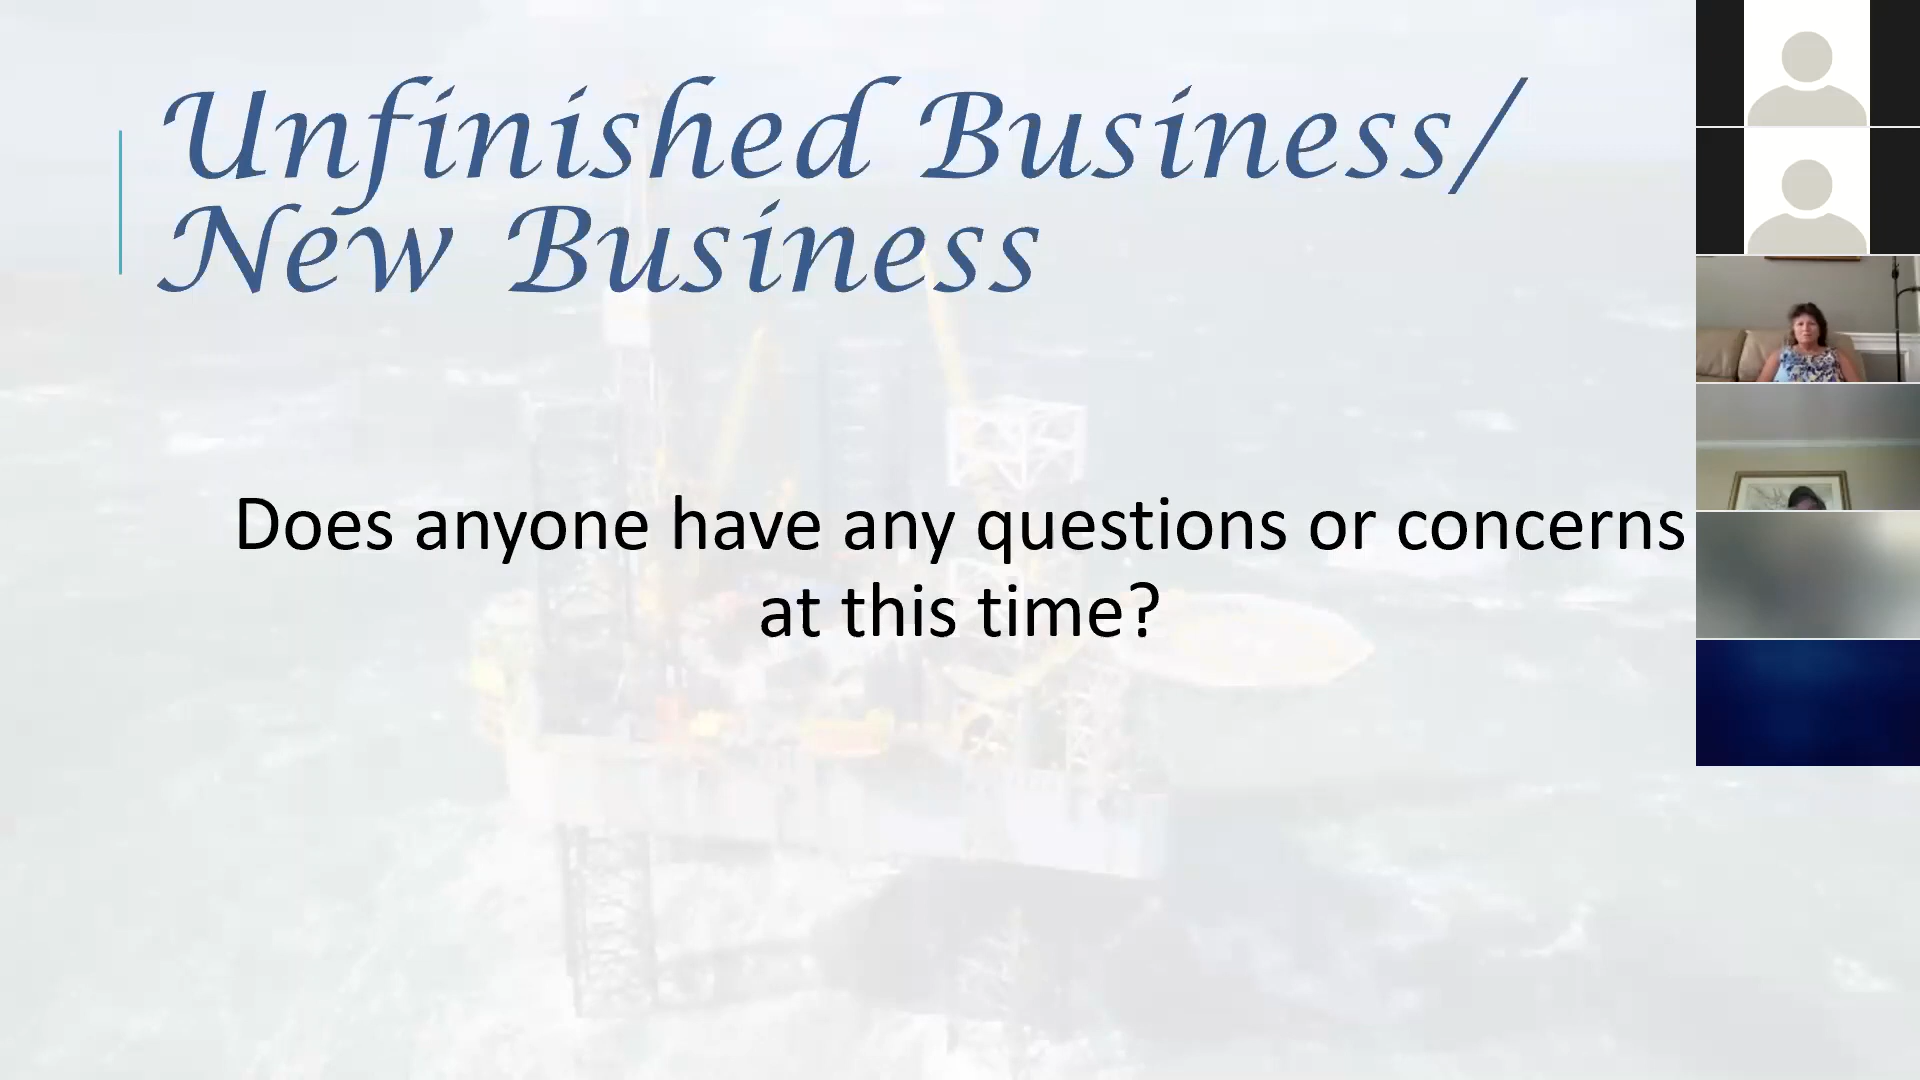 Unfinished Business/
New Business
Does anyone have any questions or concerns
at this time?